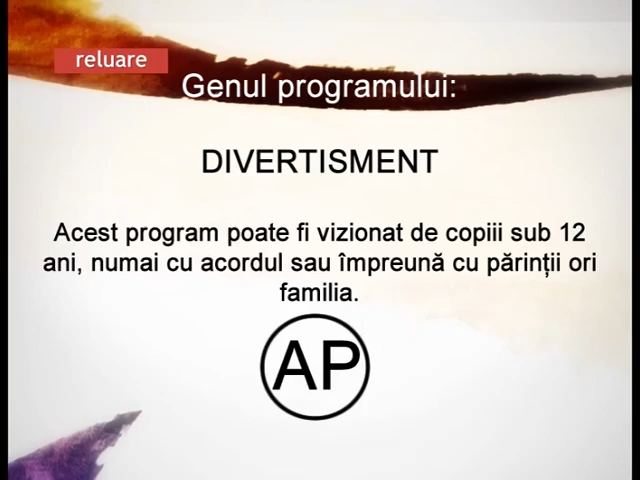 reluare
Genul programului:
DIVERTISMENT
Acest program poate fi vizionat de copiii sub 12
ani, numai cu acordul sau împreună cu părinții ori
familia.
AP